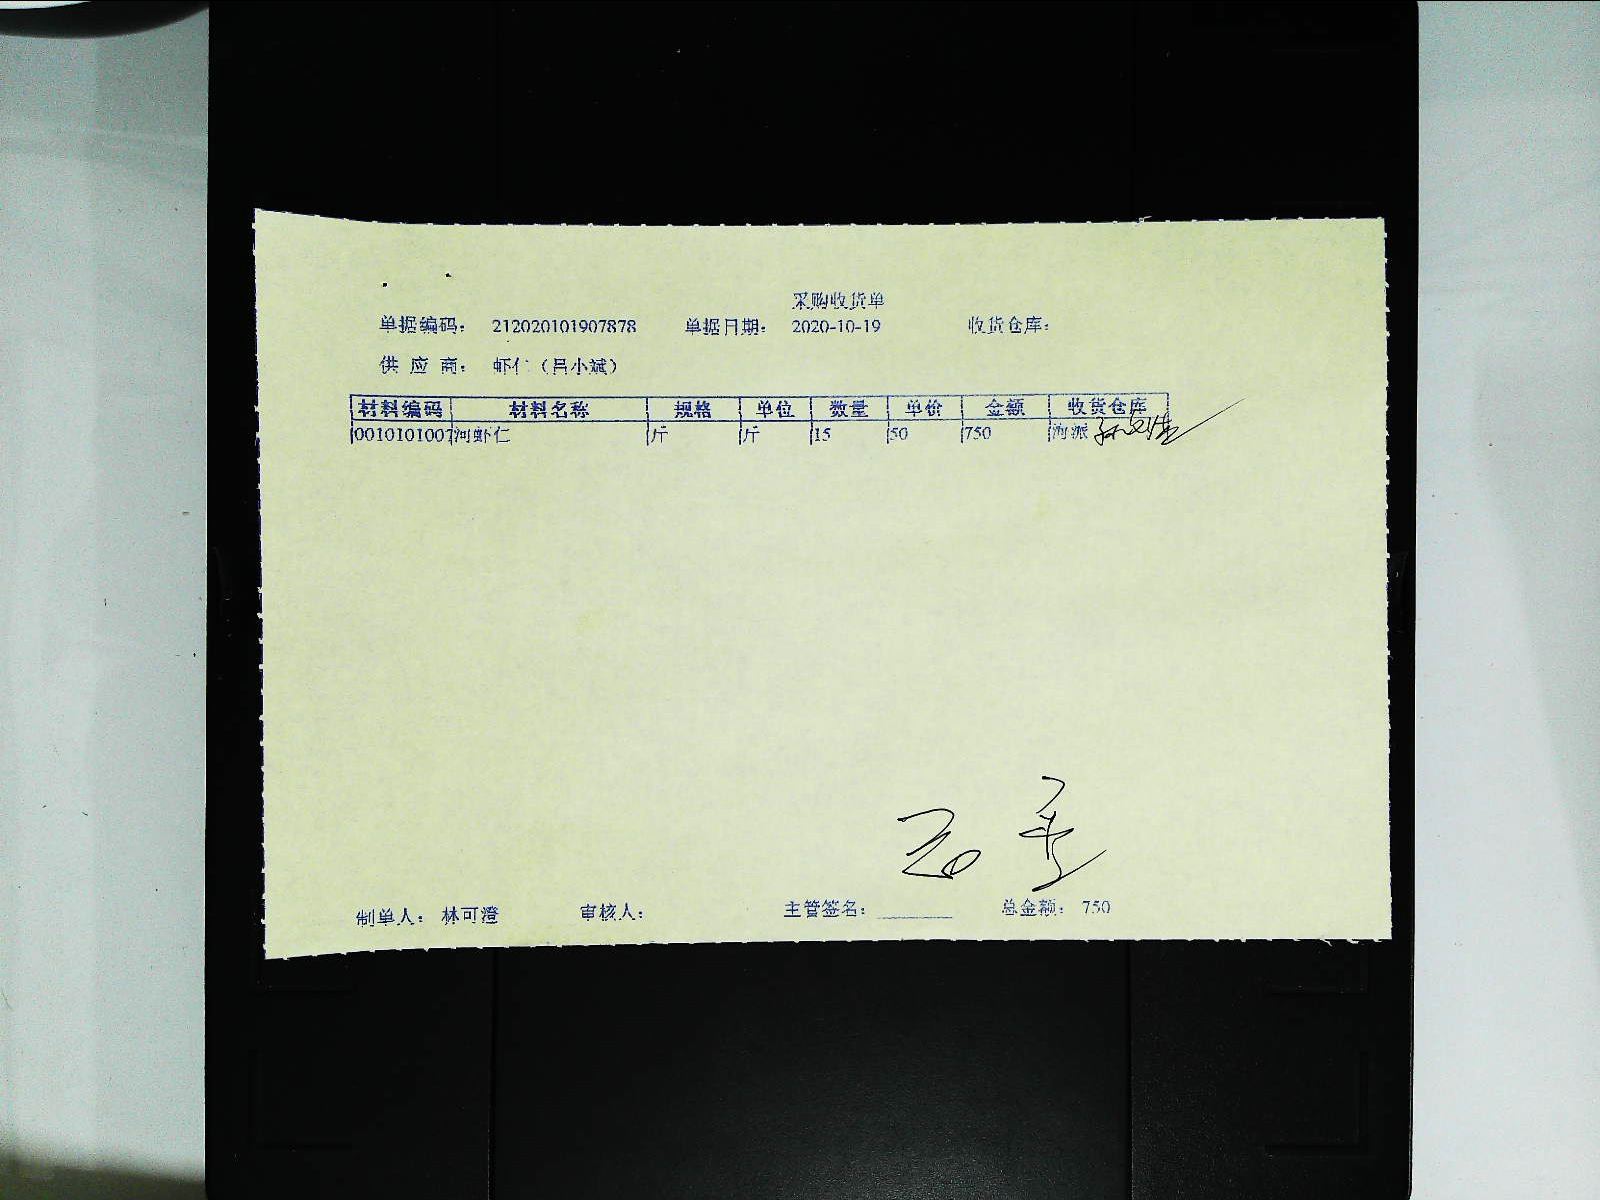 采购收货单
单据编码： 212020101907878 单据日期： 2020-10-19 收货仓库：
供 应 商： 虾仁（吕小斌）
材料编码 材料名称 规格 单位 数量 单价 金额 收货仓库
0010101007 河虾仁 斤 斤 15 50 750 海派
制单人： 林可澄 审核人： 主管签名： 总金额： 750